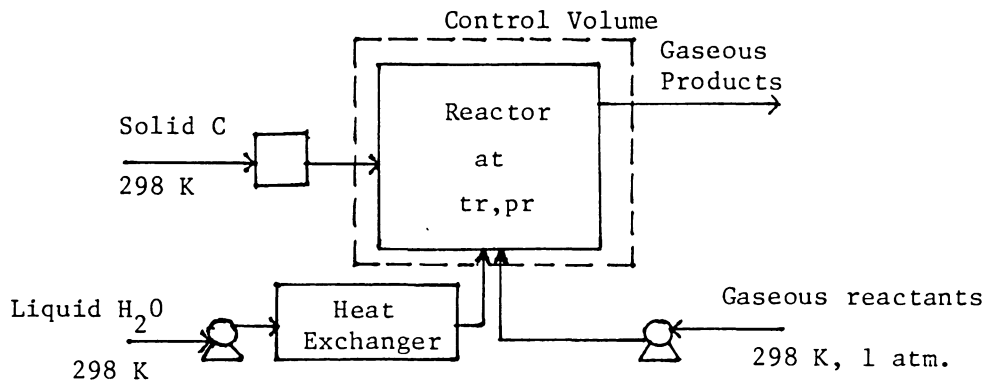 Control Volume
Gaseous
Products
Reactor
at
tr,pr
Solid C
298 K
Liquid H2O
298 K
Heat
Exchanger
Gaseous reactants
298 K, 1 atm.